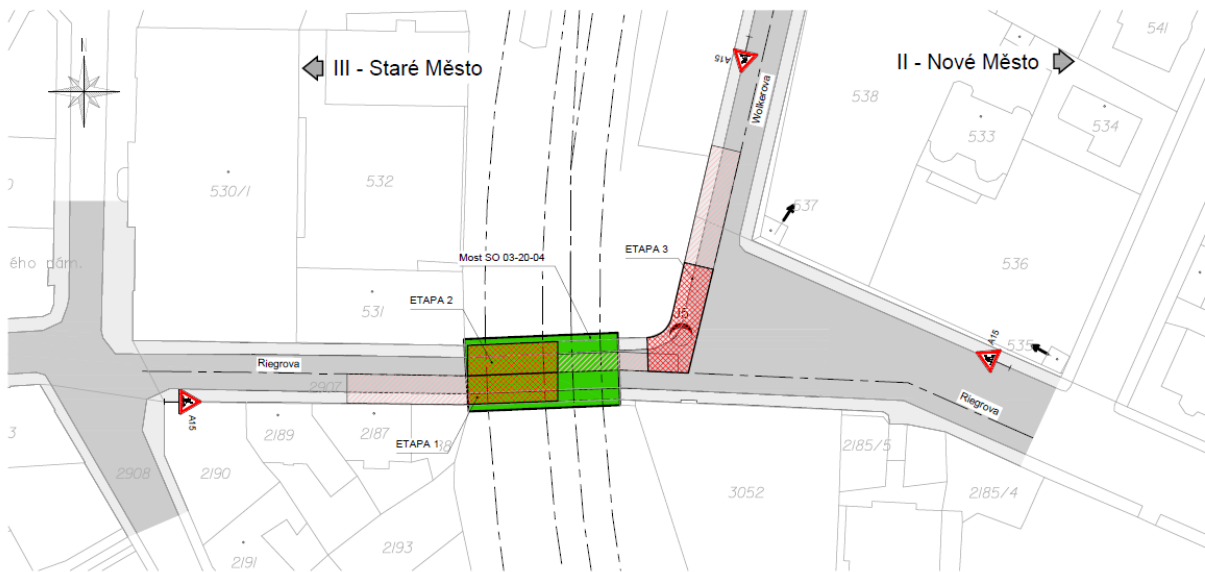 III - Staré Město
II - Nové Město
541
A15
Wolkerova
538
533
534
530/1
532
537
ého nám.
Most SO 03-20-04
ETAPA 3
536
ETAPA 2
531
J5
A15
535
Riegrova
2907
Riegrova
A15
2189
2187
ETAPA 1
2185/5
2908
2190
3052
2185/4
2191
2193